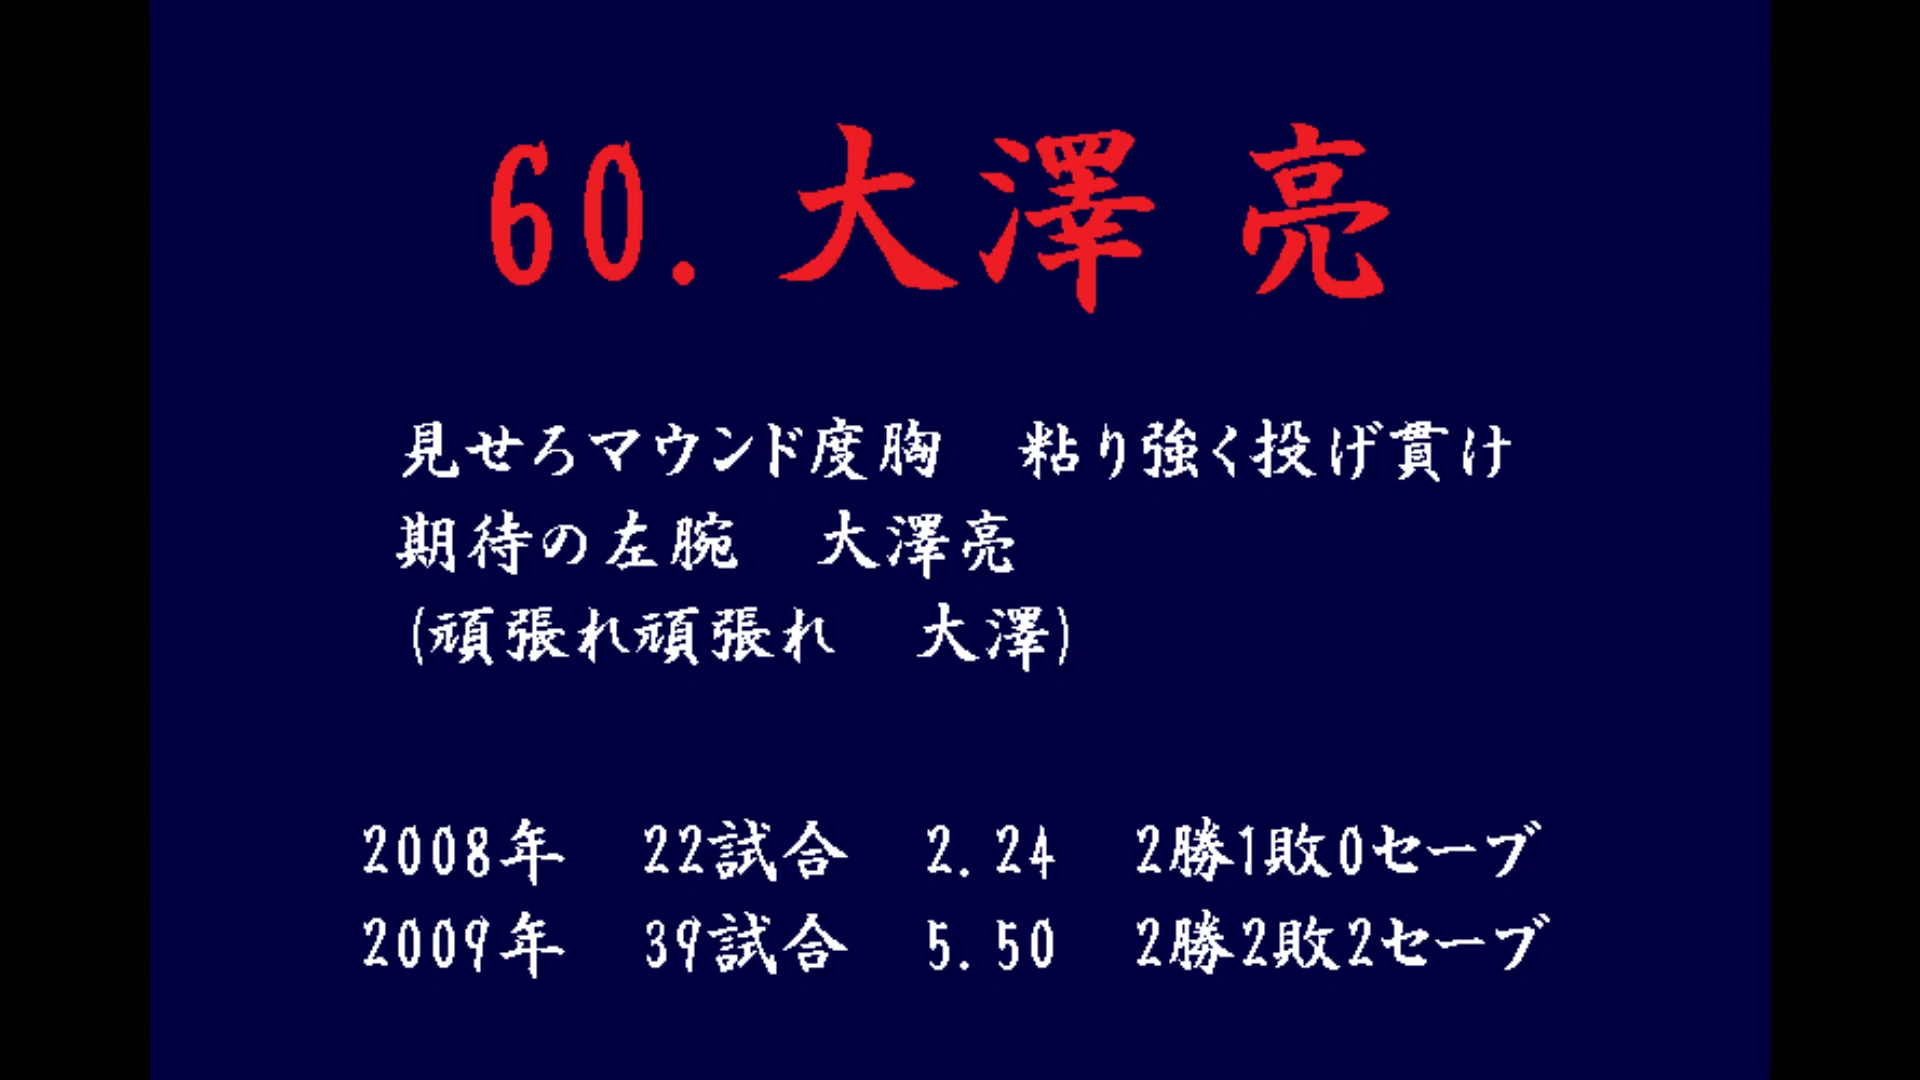 60.大澤 亮
見せろマウンド度胸　粘り強く投げ貫け
期待の左腕　大澤亮
(頑張れ頑張れ　大澤)
2008年　22試合　2.24　2勝1敗0セーブ
2009年　39試合　5.50　2勝2敗2セーブ